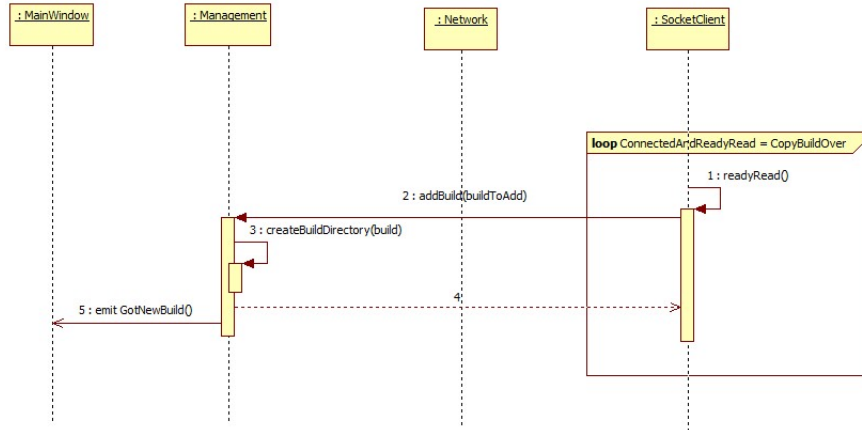 : MainWindow
: Management
: Network
: SocketClient
loop ConnectedAndReadyRead = CopyBuildOver
1 : readyRead()
2 : addBuild(buildToAdd)
3 : createBuildDirectory(build)
4
5 : emit GotNewBuild()